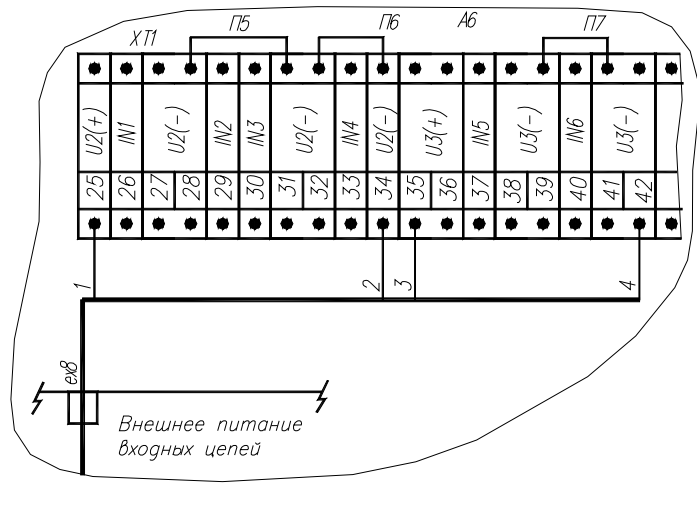 П5 П6 А6 П7
XT1
U2(+) IN1 U2(-) IN2 IN3 U2(-) IN4 U2(-) U3(+) IN5 U3(-) IN6 U3(-)
25 26 27 28 29 30 31 32 33 34 35 36 37 38 39 40 41 42
1 2 3 4
ех8
Внешнее питание
входных цепей